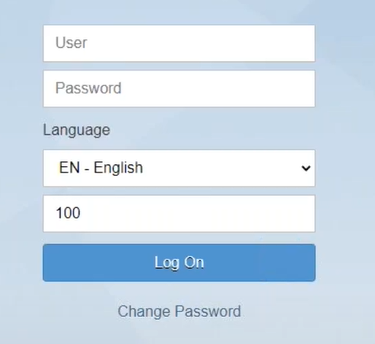 User
Password
Language
EN - English
100
Log On
Change Password